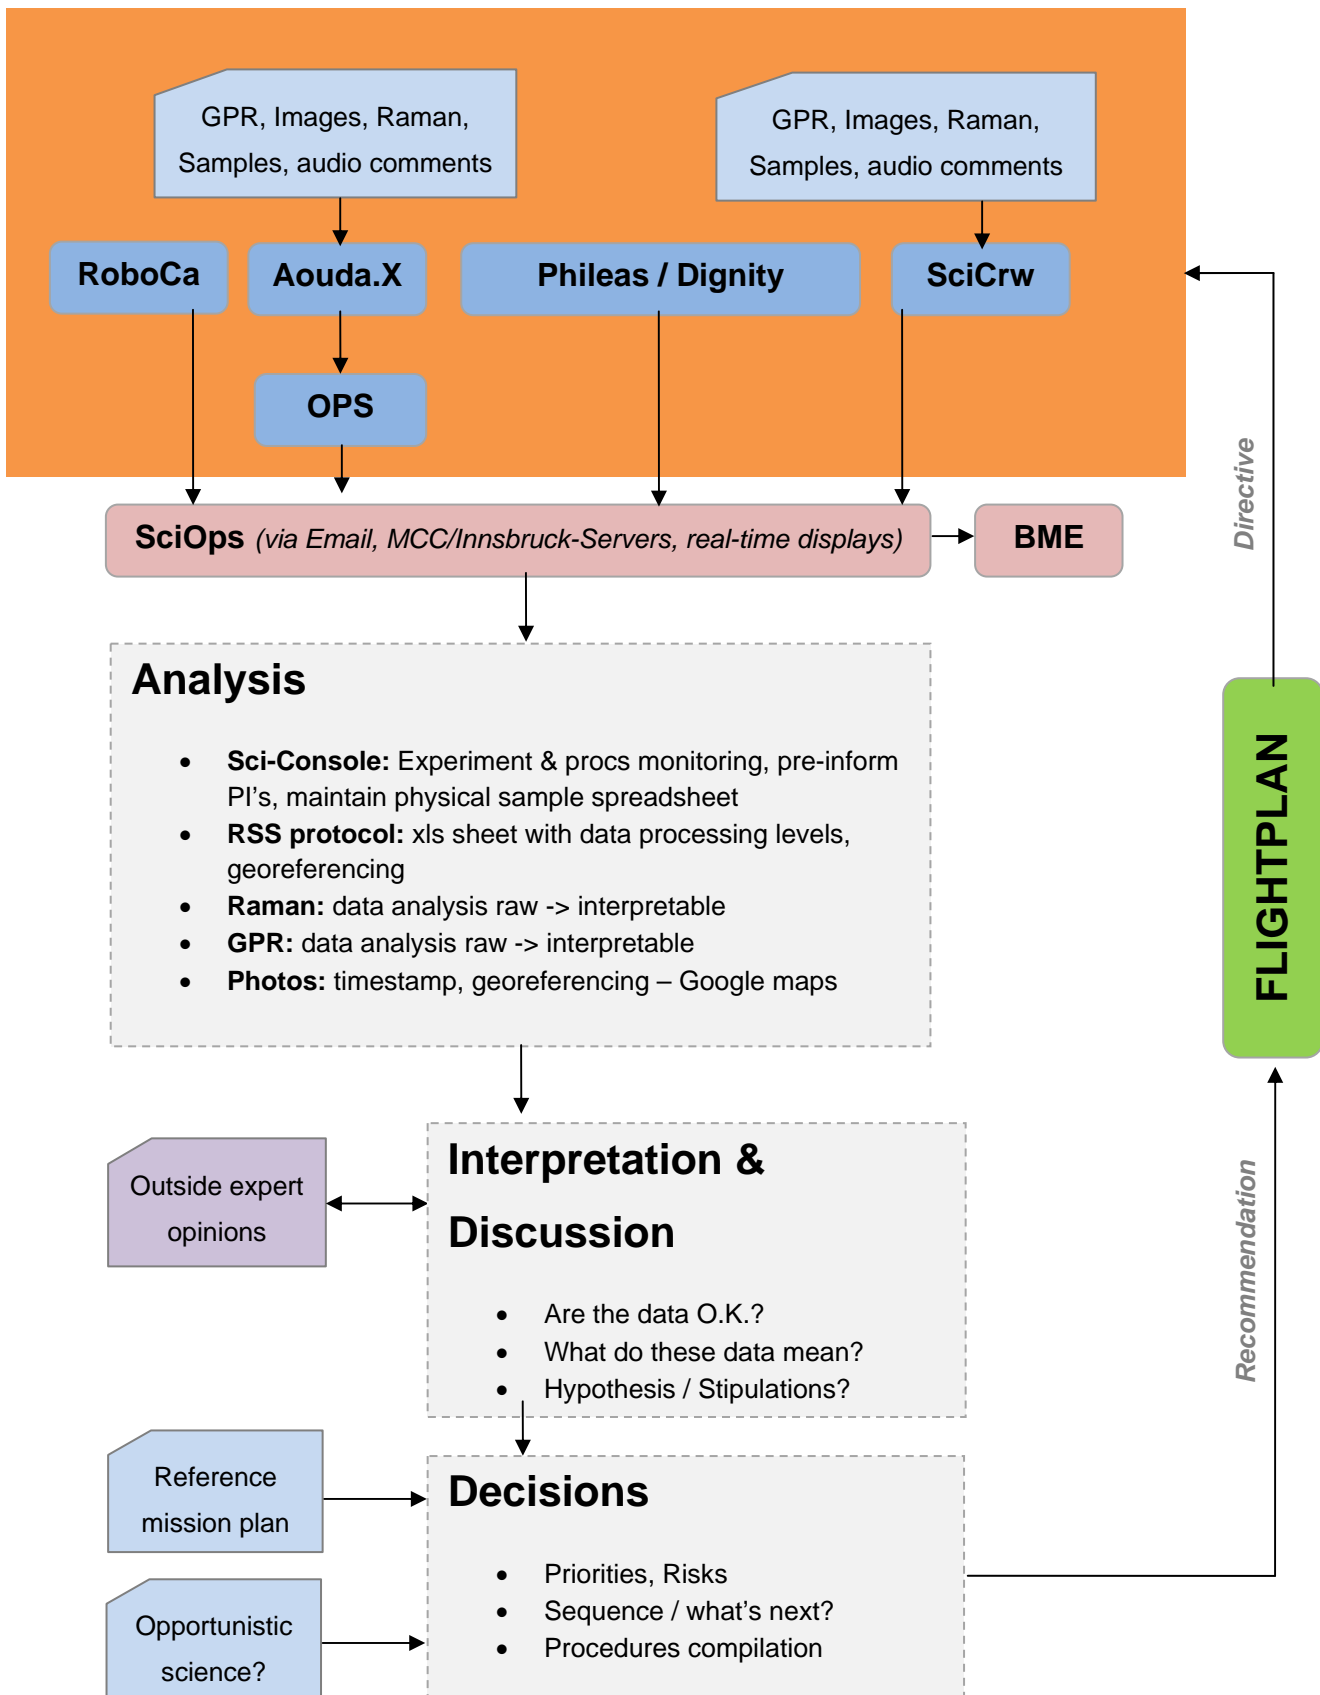 GPR, Images, Raman,
Samples, audio comments
GPR, Images, Raman,
Samples, audio comments
RoboCa
Aouda.X
Phileas / Dignity
SciCrw
OPS
SciOps (via Email, MCC/Innsbruck-Servers, real-time displays)
BME
Directive
Analysis
• Sci-Console: Experiment & procs monitoring, pre-inform
PI's, maintain physical sample spreadsheet
• RSS protocol: xls sheet with data processing levels,
georeferencing
• Raman: data analysis raw -> interpretable
• GPR: data analysis raw -> interpretable
• Photos: timestamp, georeferencing – Google maps
FLIGHTPLAN
Outside expert
opinions
Interpretation &
Discussion
• Are the data O.K.?
• What do these data mean?
• Hypothesis / Stipulations?
Recommendation
Reference
mission plan
Decisions
• Priorities, Risks
• Sequence / what's next?
• Procedures compilation
Opportunistic
science?